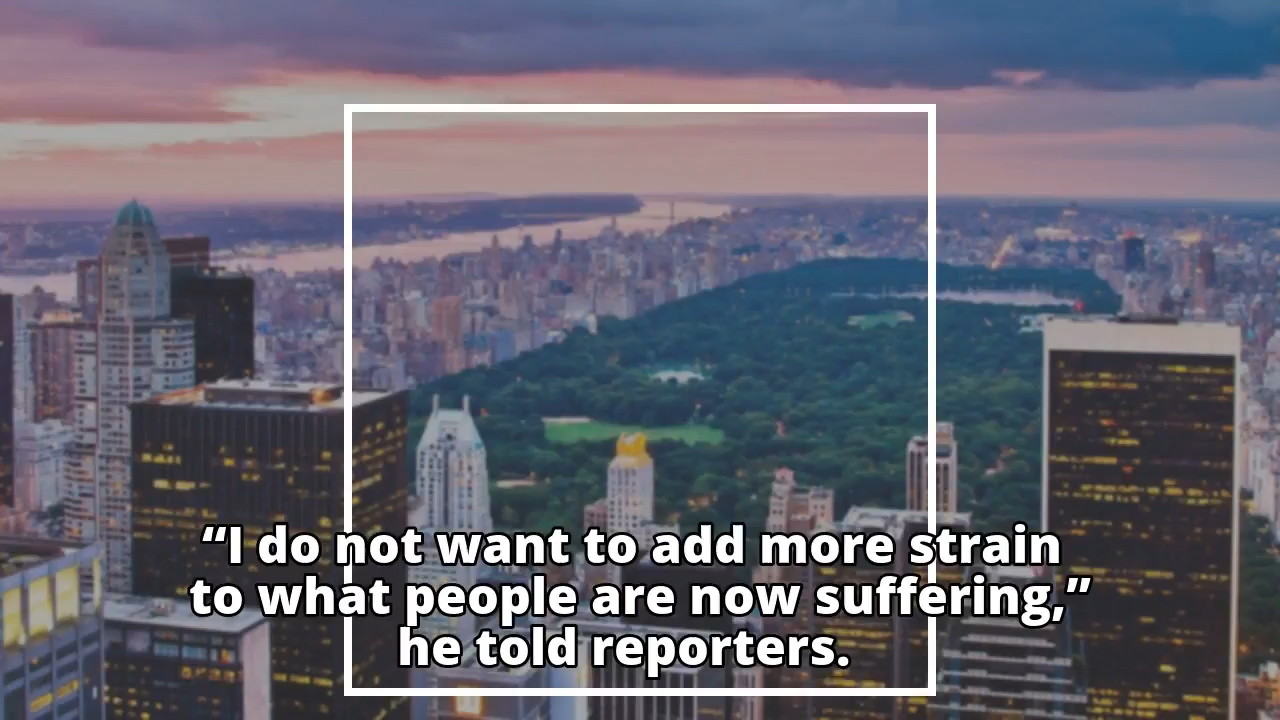 “I do not want to add more strain
to what people are now suffering,”
he told reporters.